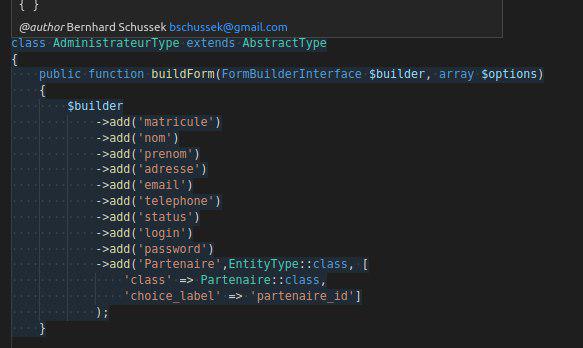 { }
@author Bernhard Schussek bschussek@gmail.com
class AdministrateurType extends AbstractType
{
    public function buildForm(FormBuilderInterface $builder, array $options)
    {
        $builder
            ->add('matricule')
            ->add('nom')
            ->add('prenom')
            ->add('adresse')
            ->add('email')
            ->add('telephone')
            ->add('status')
            ->add('login')
            ->add('password')
            ->add('Partenaire',EntityType::class, [
                'class' => Partenaire::class,
                'choice_label' => 'partenaire_id']
            );
    }